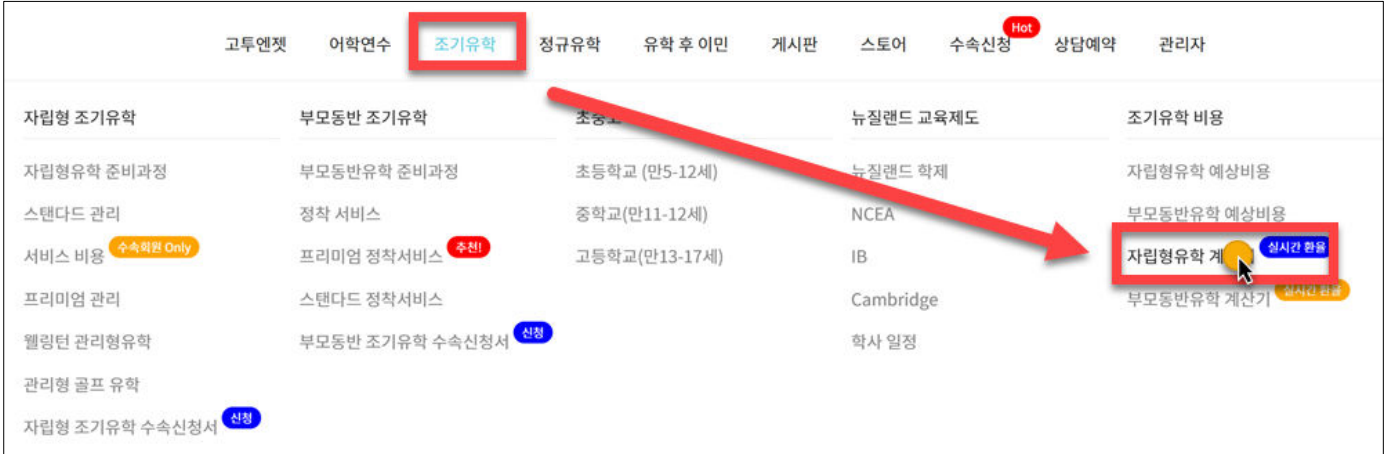 Hot
고투엔젯 어학연수 조기유학 정규유학 유학 후 이민 게시판 스토어 수속신청 상담예약 관리자
자립형 조기유학
자립형유학 준비과정
스탠다드 관리
서비스 비용 수속회원 Only
프리미엄 관리
웰링턴 관리형유학
관리형 골프 유학
자립형 조기유학 수속신청서 신청
부모동반 조기유학
부모동반유학 준비과정
정착 서비스
프리미엄 정착서비스 추천!
스탠다드 정착서비스
부모동반 조기유학 수속신청서 신청
초등학교 (만5-12세)
중학교(만11-12세)
고등학교(만13-17세)
뉴질랜드 교육제도
뉴질랜드 학제
NCEA
IB
Cambridge
학사 일정
조기유학 비용
자립형유학 예상비용
부모동반유학 예상비용
자립형유학 실시간 환율
부모동반유학 계산기 실시간 환율